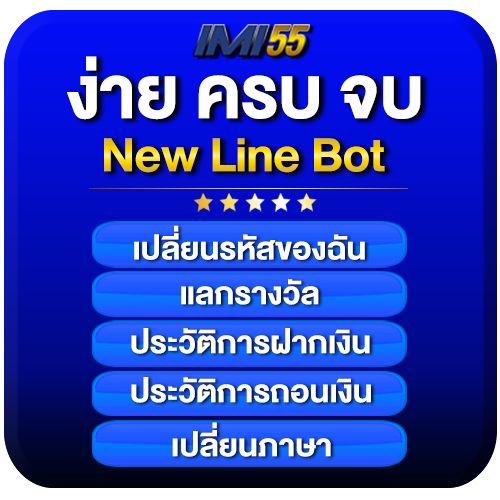 IMI55
ง่าย ครบ จบ
New Line Bot
เปลี่ยนรหัสของฉัน
แลกรางวัล
ประวัติการฝากเงิน
ประวัติการถอนเงิน
เปลี่ยนภาษา